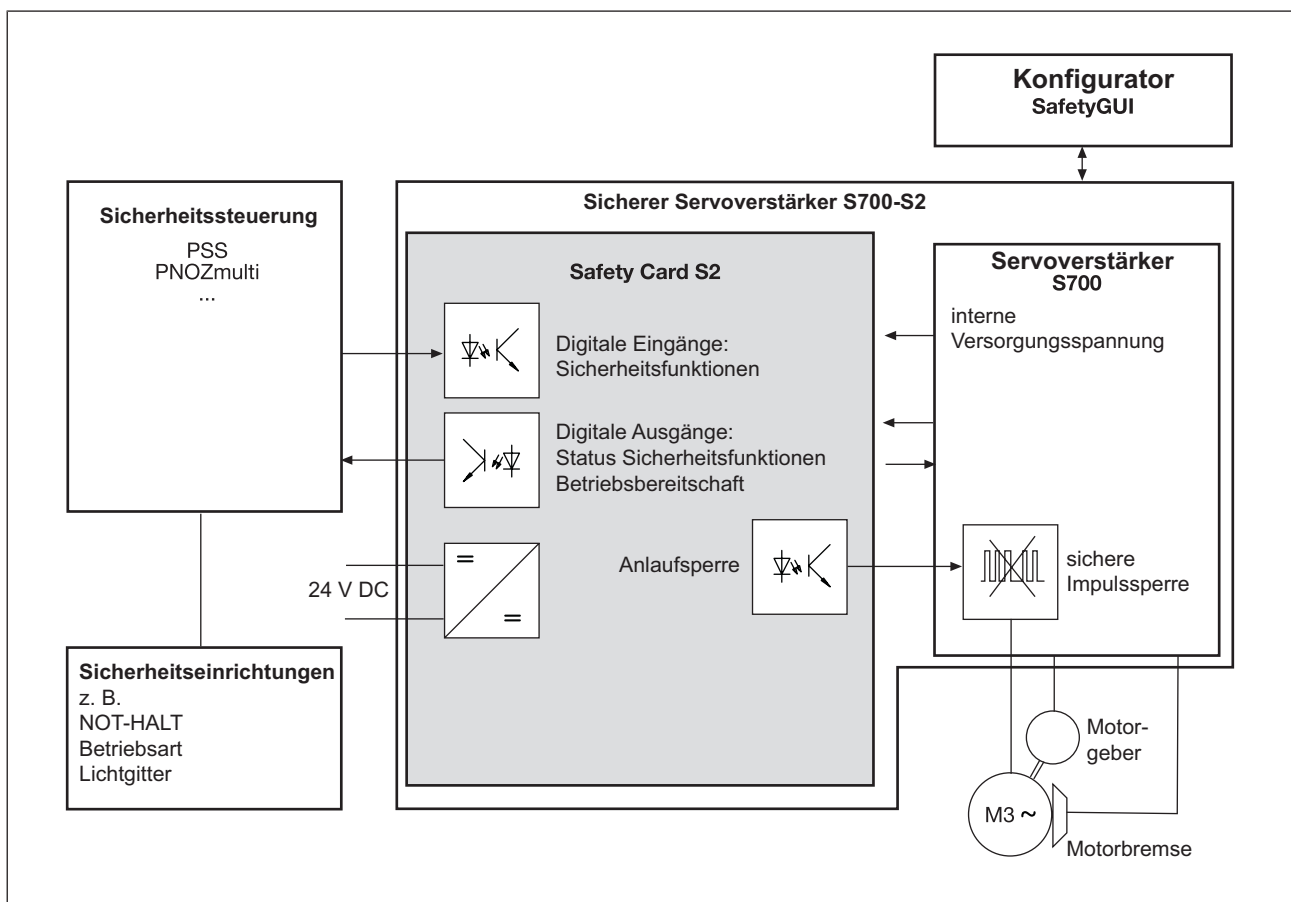 Konfigurator
SafetyGUI
Sicherheitssteuerung
PSS
PNOZmulti
...
Sicherer Servoverstärker S700-S2
Safety Card S2
Digitale Eingänge:
Sicherheitsfunktionen
Digitale Ausgänge:
Status Sicherheitsfunktionen
Betriebsbereitschaft
Anlaufsperre
24 V DC
Servoverstärker
S700
interne
Versorgungsspannung
sichere
Impulssperre
Sicherheitseinrichtungen
z. B.
NOT-HALT
Betriebsart
Lichtgitter
Motor-
geber
M3 ~
Motorbremse